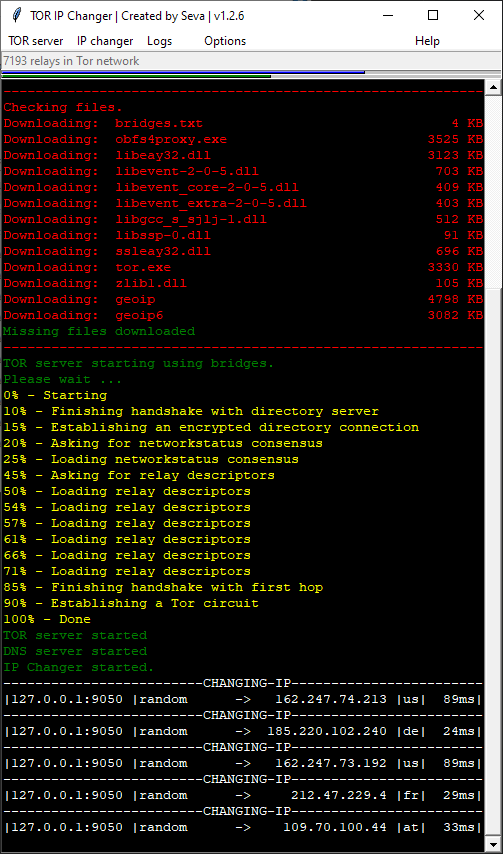 TOR IP Changer | Created by Seva | v1.2.6
TOR server IP changer Logs Options Help
7193 relays in Tor network
--------------------------------------------------------------
Checking files.
Downloading: bridges.txt 4 KB
Downloading: obfs4proxy.exe 3525 KB
Downloading: libeay32.dll 3123 KB
Downloading: libevent-2-0-5.dll 703 KB
Downloading: libevent_core-2-0-5.dll 409 KB
Downloading: libevent_extra-2-0-5.dll 403 KB
Downloading: libgcc_s_sjlj-1.dll 512 KB
Downloading: libssp-0.dll 91 KB
Downloading: ssleay32.dll 696 KB
Downloading: tor.exe 3330 KB
Downloading: zlib1.dll 105 KB
Downloading: geoip 4798 KB
Downloading: geoip6 3082 KB
Missing files downloaded
--------------------------------------------------------------
TOR server starting using bridges.
Please wait ...
0% - Starting
10% - Finishing handshake with directory server
15% - Establishing an encrypted directory connection
20% - Asking for networkstatus consensus
25% - Loading networkstatus consensus
45% - Asking for relay descriptors
50% - Loading relay descriptors
54% - Loading relay descriptors
57% - Loading relay descriptors
61% - Loading relay descriptors
66% - Loading relay descriptors
71% - Loading relay descriptors
85% - Finishing handshake with first hop
90% - Establishing a Tor circuit
100% - Done
TOR server started
DNS server started
IP Changer started.
-------------------------CHANGING-IP------------------------
|127.0.0.1:9050 |random -> 162.247.74.213 |us| 89ms|
-------------------------CHANGING-IP------------------------
|127.0.0.1:9050 |random -> 185.220.102.240 |de| 24ms|
-------------------------CHANGING-IP------------------------
|127.0.0.1:9050 |random -> 162.247.73.192 |us| 89ms|
-------------------------CHANGING-IP------------------------
|127.0.0.1:9050 |random -> 212.47.229.4 |fr| 29ms|
-------------------------CHANGING-IP------------------------
|127.0.0.1:9050 |random -> 109.70.100.44 |at| 33ms|